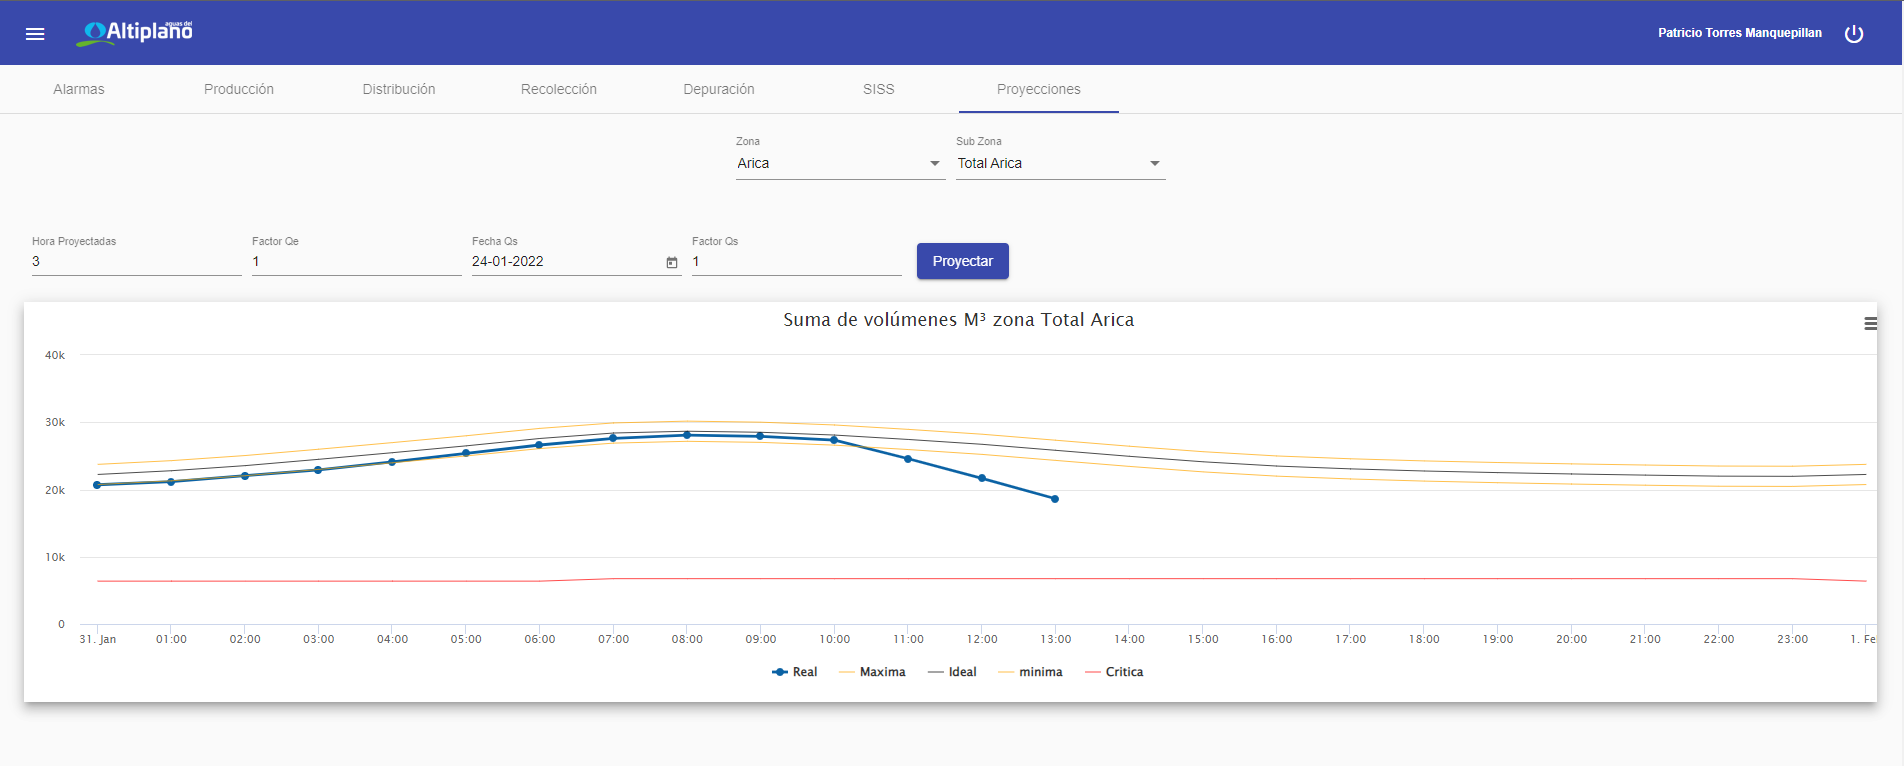 aguas del
Altiplano
Patricio Torres Manquepillan
Alarmas Producción Distribución Recolección Depuración SISS Proyecciones
Zona Sub Zona
Arica Total Arica
Hora Proyectadas Factor Qe Fecha Qs Factor Qs
3 1 24-01-2022 1 Proyectar
Suma de volúmenes M³ zona Total Arica
40k
30k
20k
10k
0
31. Jan 01:00 02:00 03:00 04:00 05:00 06:00 07:00 08:00 09:00 10:00 11:00 12:00 13:00 14:00 15:00 16:00 17:00 18:00 19:00 20:00 21:00 22:00 23:00 1. Fe
Real Maxima Ideal minima Critica